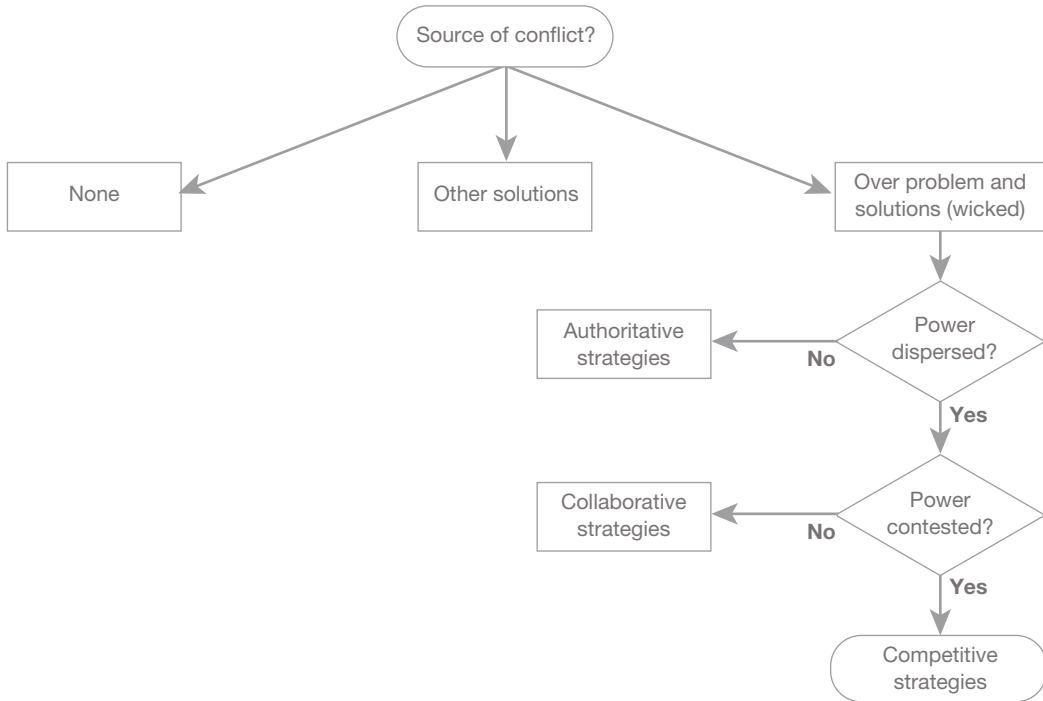 Source of conflict?
None
Other solutions
Over problem and
solutions (wicked)
Authoritative
strategies
No
Power
dispersed?
Yes
Collaborative
strategies
No
Power
contested?
Yes
Competitive
strategies